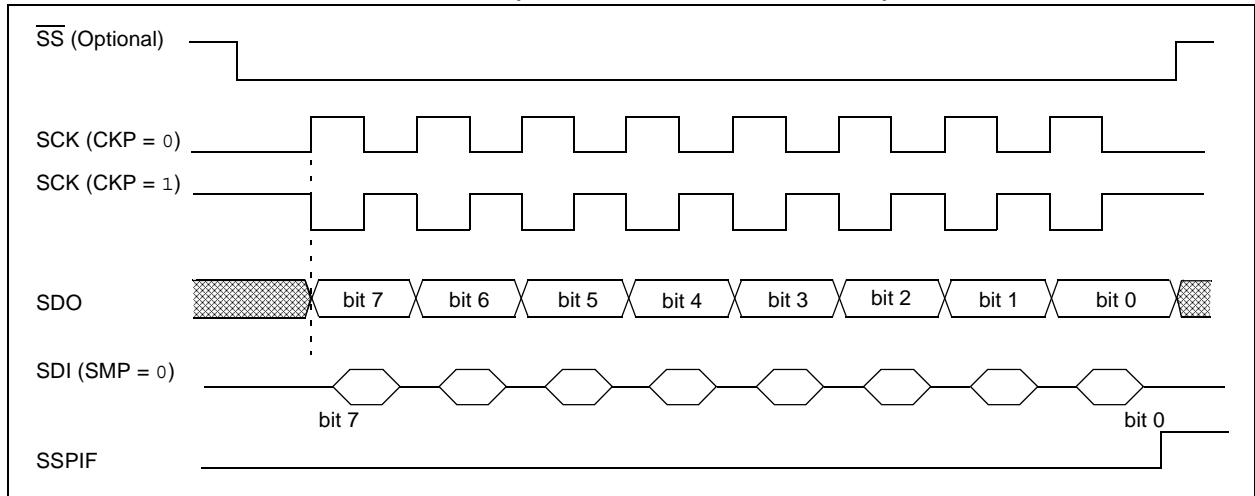 SS (Optional)
SCK (CKP = 0)
SCK (CKP = 1)
SDO
bit 7 bit 6 bit 5 bit 4 bit 3 bit 2 bit 1 bit 0
SDI (SMP = 0)
bit 7 bit 0
SSPIF